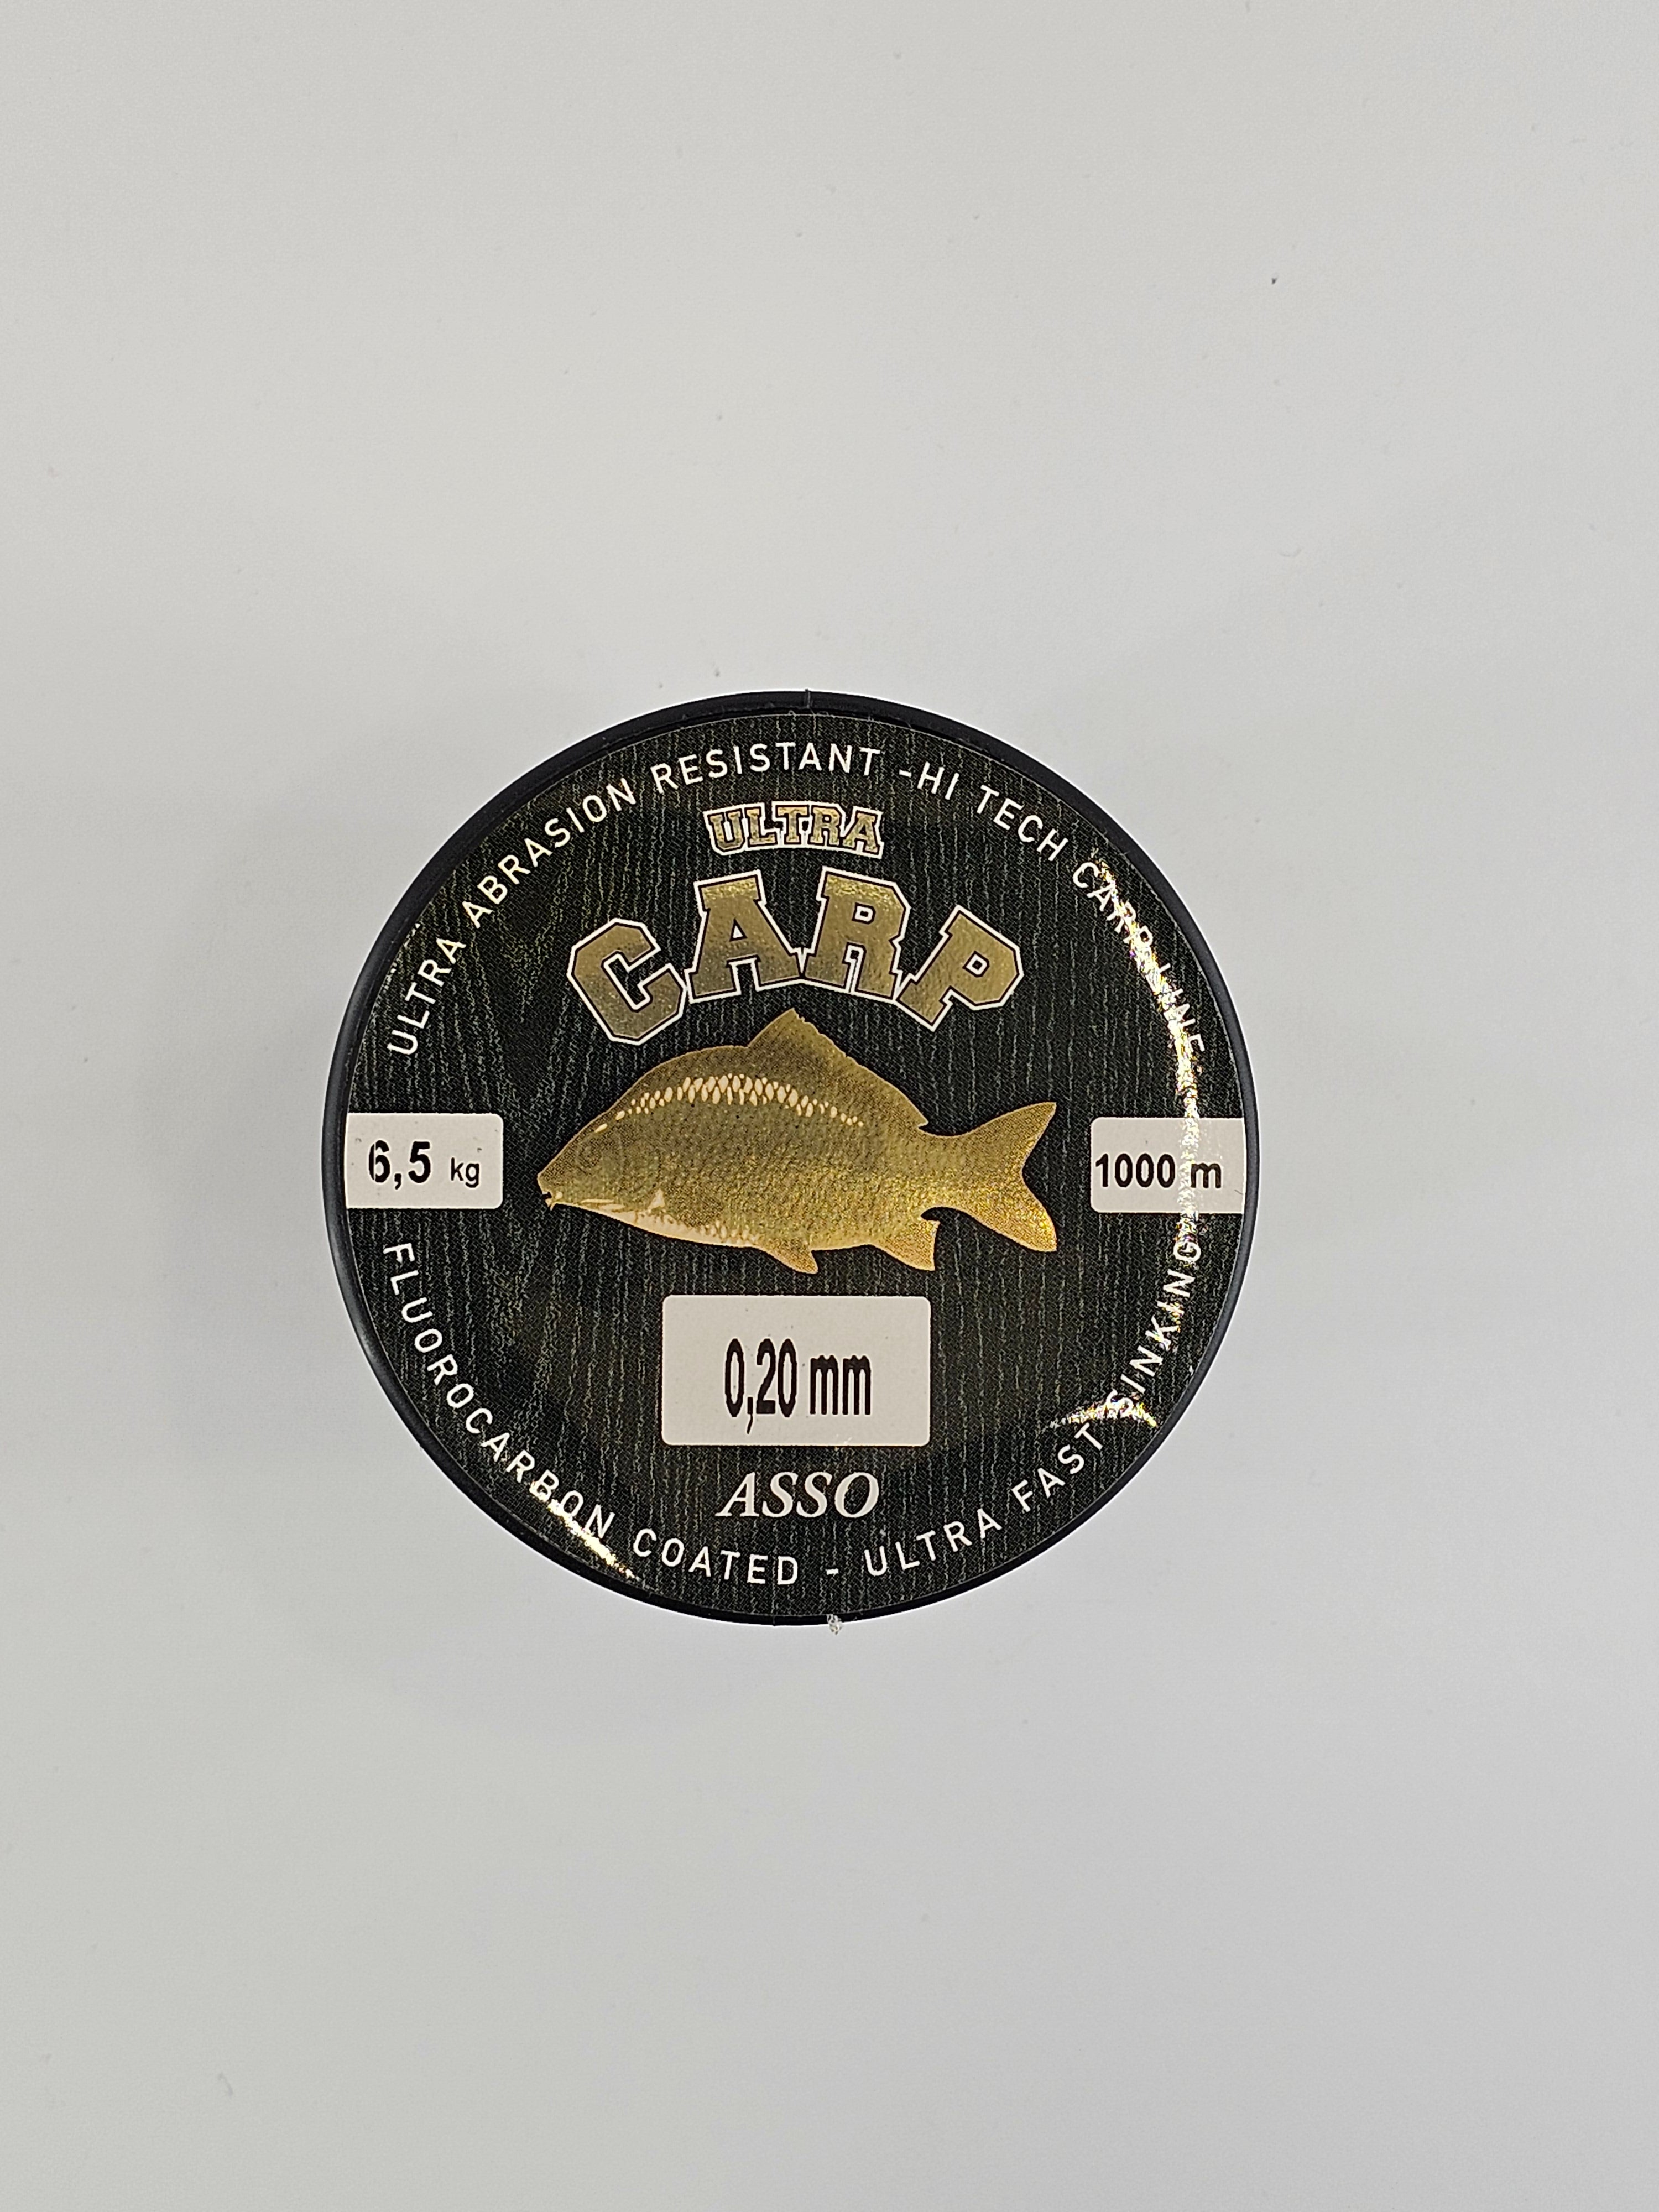 ULTRA ABRASION RESISTANT -HI TECH CARP LINE
ULTRA
CARP
6,5 kg
1000 m
0,20 mm
ASSO
FLUOROCARBON COATED - ULTRA FAST SINKING